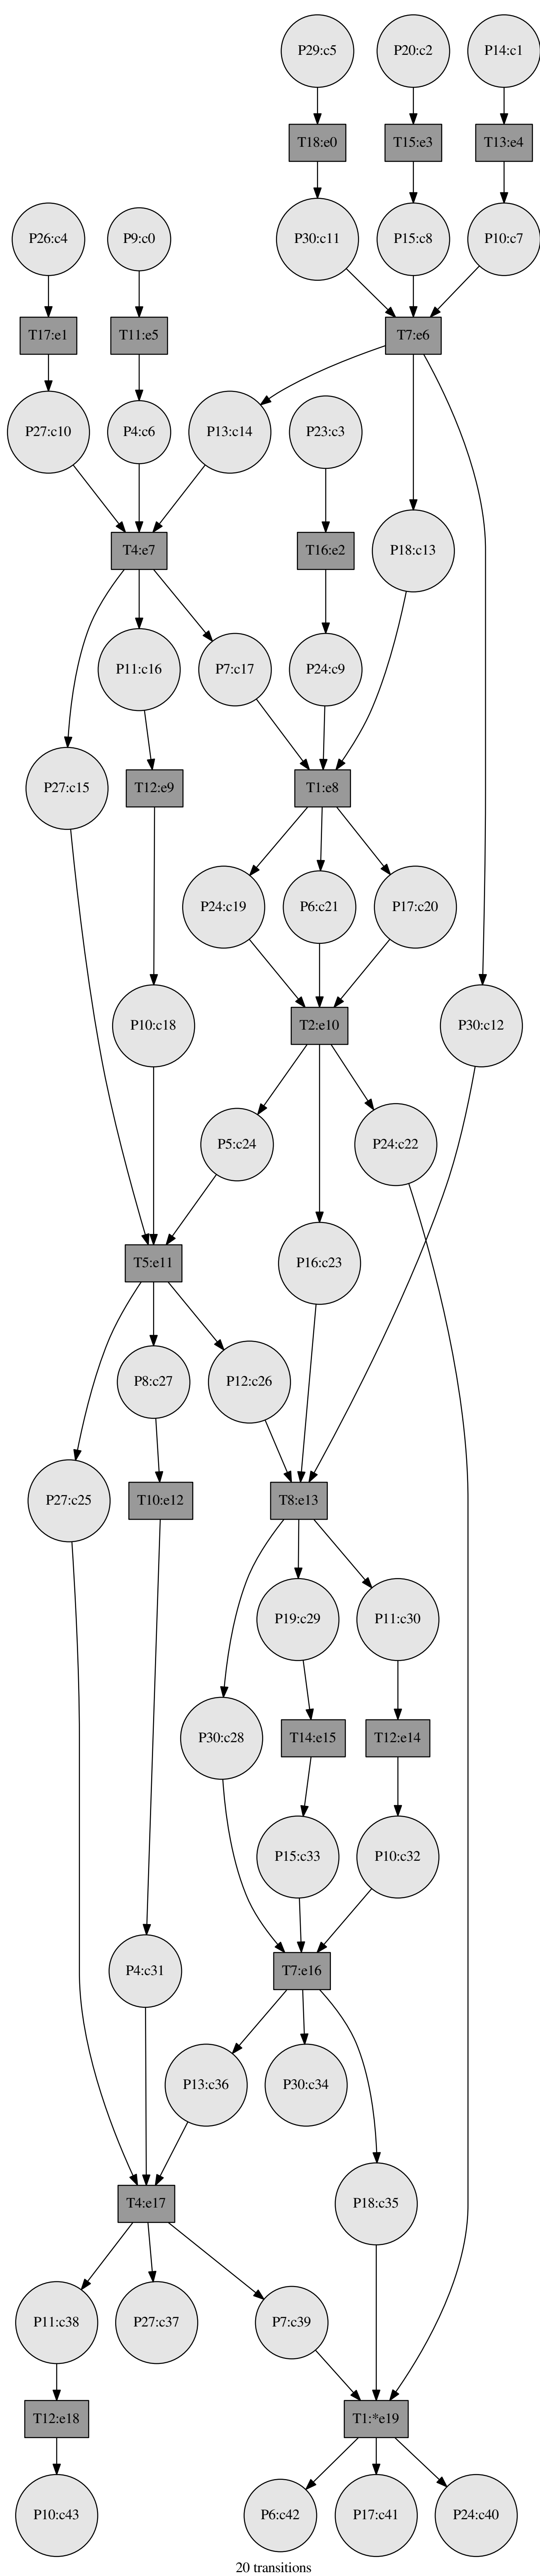 P29:c5 P20:c2 P14:c1
T18:e0 T15:e3 T13:e4
P26:c4 P9:c0 P30:c11 P15:c8 P10:c7
T17:e1 T11:e5 T7:e6
P27:c10 P4:c6 P13:c14 P23:c3
T4:e7 T16:e2 P18:c13
P11:c16 P7:c17 P24:c9
P27:c15 T12:e9 T1:e8
P24:c19 P6:c21 P17:c20
P10:c18 T2:e10 P30:c12
P5:c24 P24:c22
T5:e11 P16:c23
P8:c27 P12:c26
P27:c25 T10:e12 T8:e13
P19:c29 P11:c30
P30:c28 T14:e15 T12:e14
P15:c33 P10:c32
P4:c31 T7:e16
P13:c36 P30:c34
T4:e17 P18:c35
P11:c38 P27:c37 P7:c39
T12:e18 T1:*e19
P10:c43 P6:c42 P17:c41 P24:c40
20 transitions